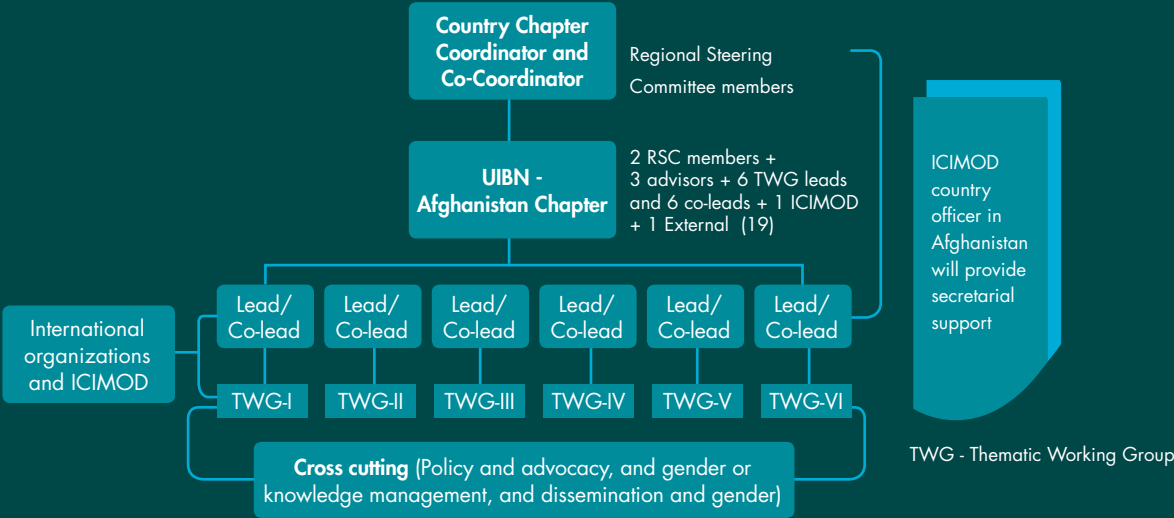 Country Chapter
Coordinator and
Co-Coordinator
Regional Steering
Committee members
UIBN -
Afghanistan Chapter
2 RSC members +
3 advisors + 6 TWG leads
and 6 co-leads + 1 ICIMOD
+ 1 External (19)
ICIMOD
country
officer in
Afghanistan
will provide
secretarial
support
International
organizations
and ICIMOD
Lead/
Co-lead
Lead/
Co-lead
Lead/
Co-lead
Lead/
Co-lead
Lead/
Co-lead
Lead/
Co-lead
TWG-I
TWG-II
TWG-III
TWG-IV
TWG-V
TWG-VI
Cross cutting (Policy and advocacy, and gender or
knowledge management, and dissemination and gender)
TWG - Thematic Working Group